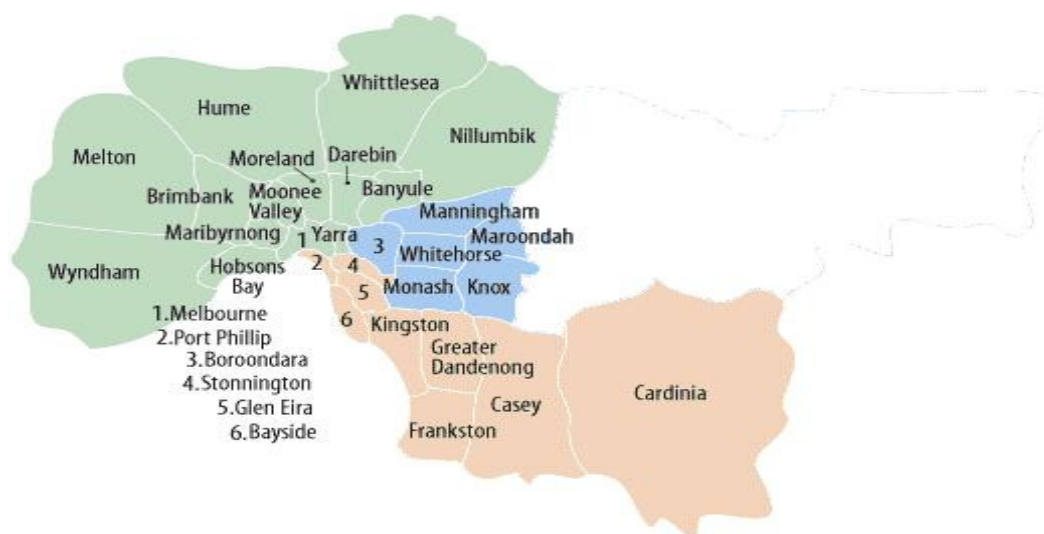 Whittlesea
Hume
Nillumbik
Melton
Moreland
Darebin
Brimbank
Moonee
Valley
Banyule
Manningham
Maribyrnong
1
Yarra
3
Maroondah
Whitehorse
Wyndham
Hobsons
Bay
2
4
5
Monash
Knox
6
Kingston
1.Melbourne
2.Port Phillip
3.Boroondara
4.Stonnington
5.Glen Eira
6.Bayside
Greater
Dandenong
Casey
Cardinia
Frankston